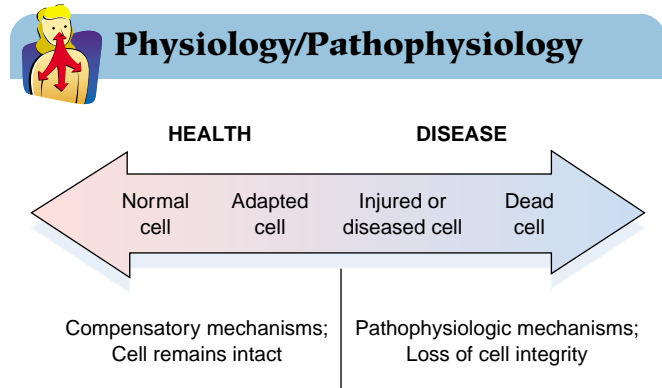 Physiology/Pathophysiology
HEALTH DISEASE
Normal Adapted Injured or Dead
cell cell diseased cell cell
Compensatory mechanisms; Pathophysiologic mechanisms;
Cell remains intact Loss of cell integrity